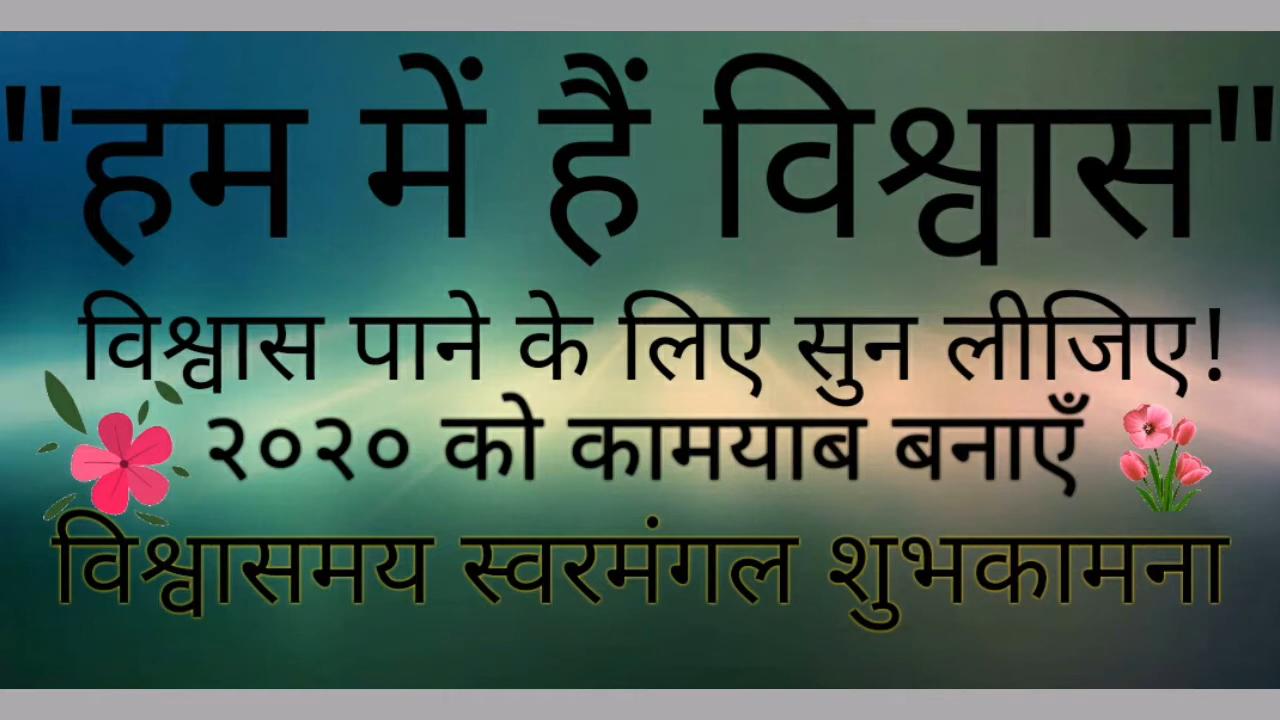 "हम में हैं विश्वास"
विश्वास पाने के लिए सुन लीजिए!
२०२० को कामयाब बनाएँ
विश्वासमय स्वरमंगल शुभकामना